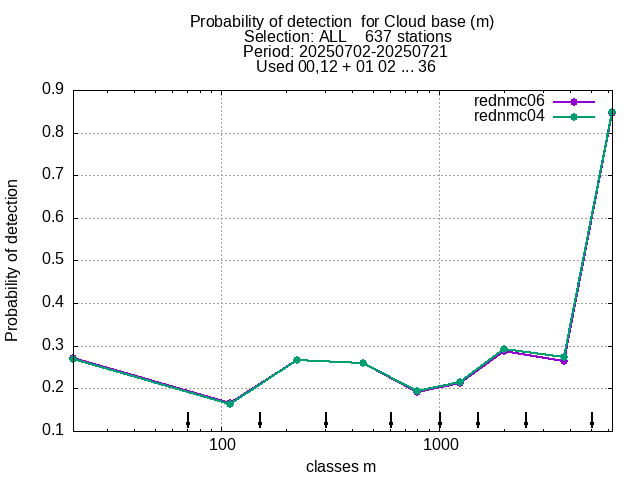 Probability of detection  for Cloud base (m)
Selection: ALL    637 stations
Period: 20250702-20250721
Used 00,12 + 01 02 ... 36
rednmc06
rednmc04
0.9
0.8
0.7
0.6
0.5
0.4
0.3
0.2
0.1
Probability of detection
100
1000
classes m